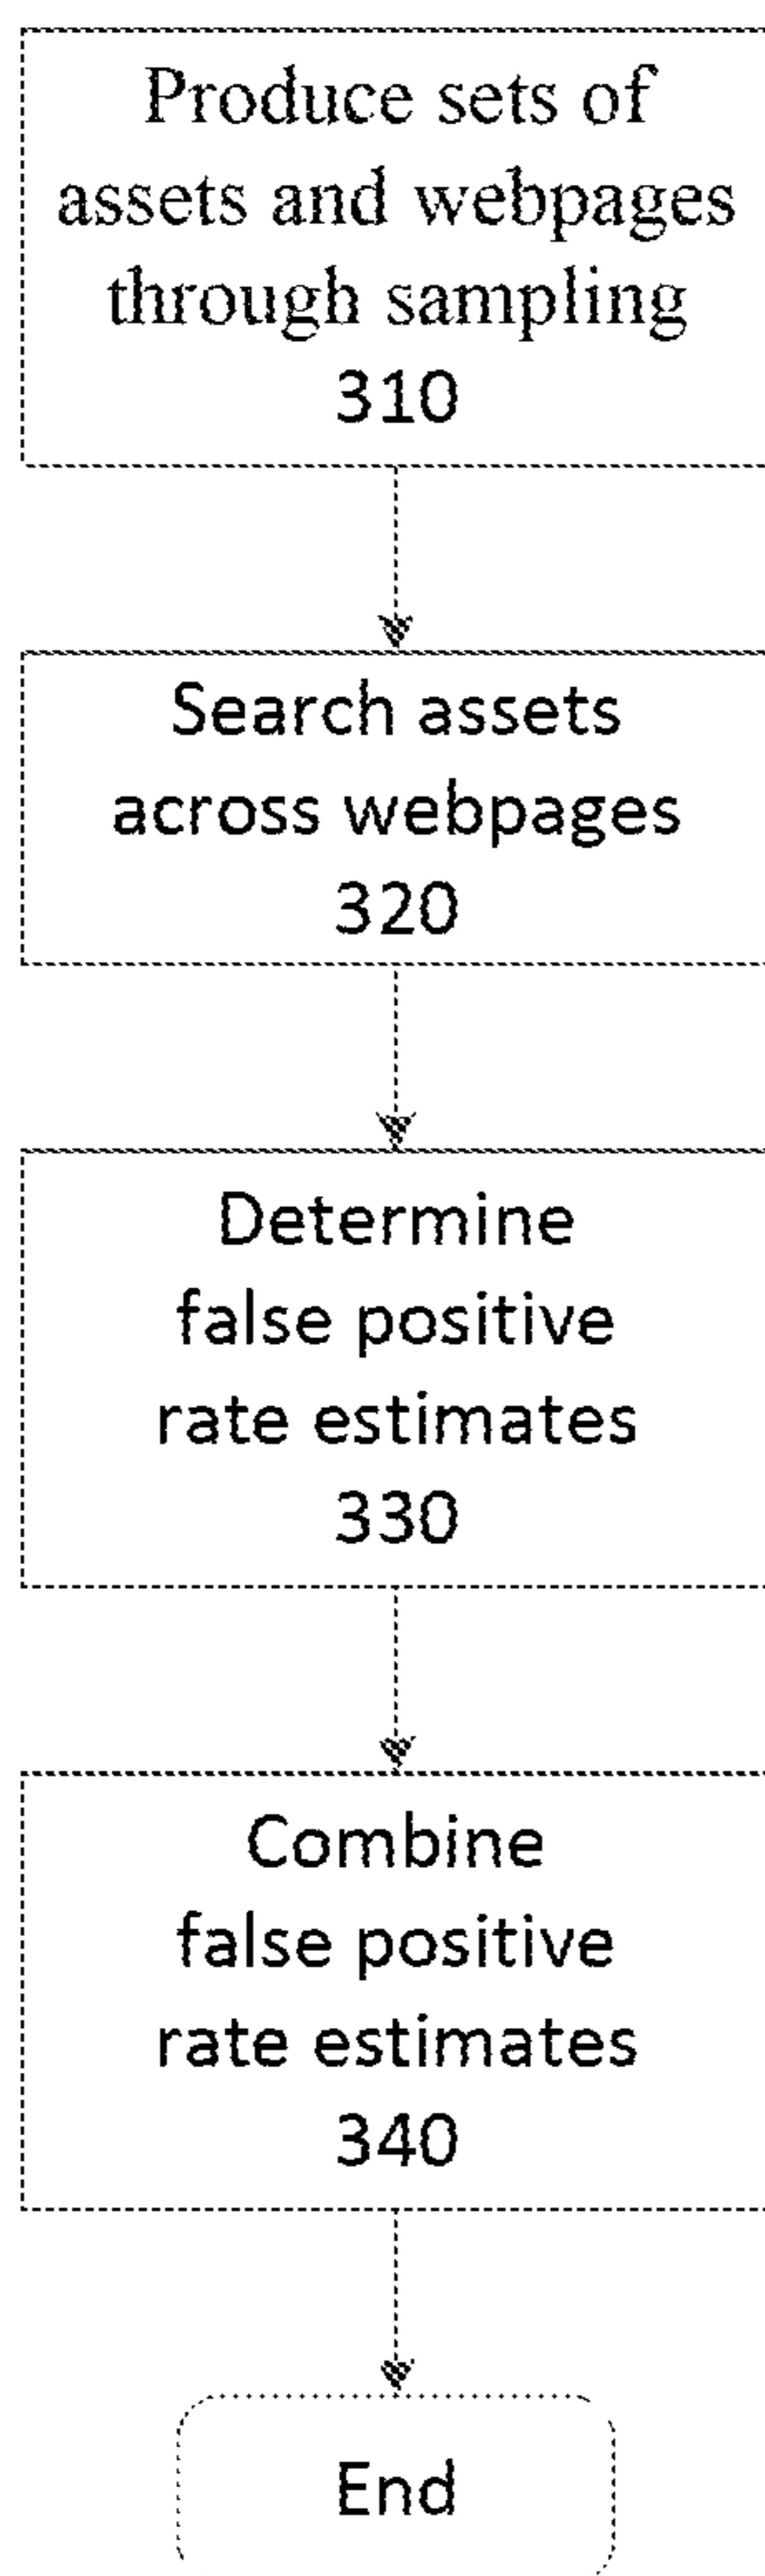 Produce sets of
assets and webpages
through sampling
310
Search assets
across webpages
320
Determine
false positive
rate estimates
330
Combine
false positive
rate estimates
340
End